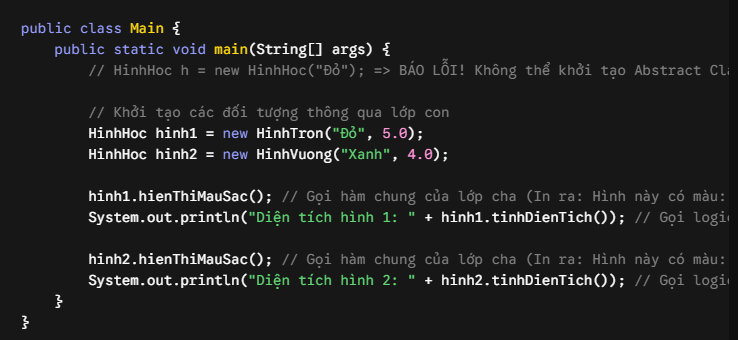 public class Main {
public static void main(String[] args) {
// HinhHoc h = new HinhHoc("Đỏ"); => BÁO LỖI! Không thể khởi tạo Abstract Cla
// Khởi tạo các đối tượng thông qua lớp con
HinhHoc hinh1 = new HinhTron("Đỏ", 5.0);
HinhHoc hinh2 = new HinhVuong("Xanh", 4.0);
hinh1.hienThiMauSac(); // Gọi hàm chung của lớp cha (In ra: Hình này có màu:
System.out.println("Diện tích hình 1: " + hinh1.tinhDienTich()); // Gọi logi
hinh2.hienThiMauSac(); // Gọi hàm chung của lớp cha (In ra: Hình này có màu:
System.out.println("Diện tích hình 2: " + hinh2.tinhDienTich()); // Gọi logi
}
}